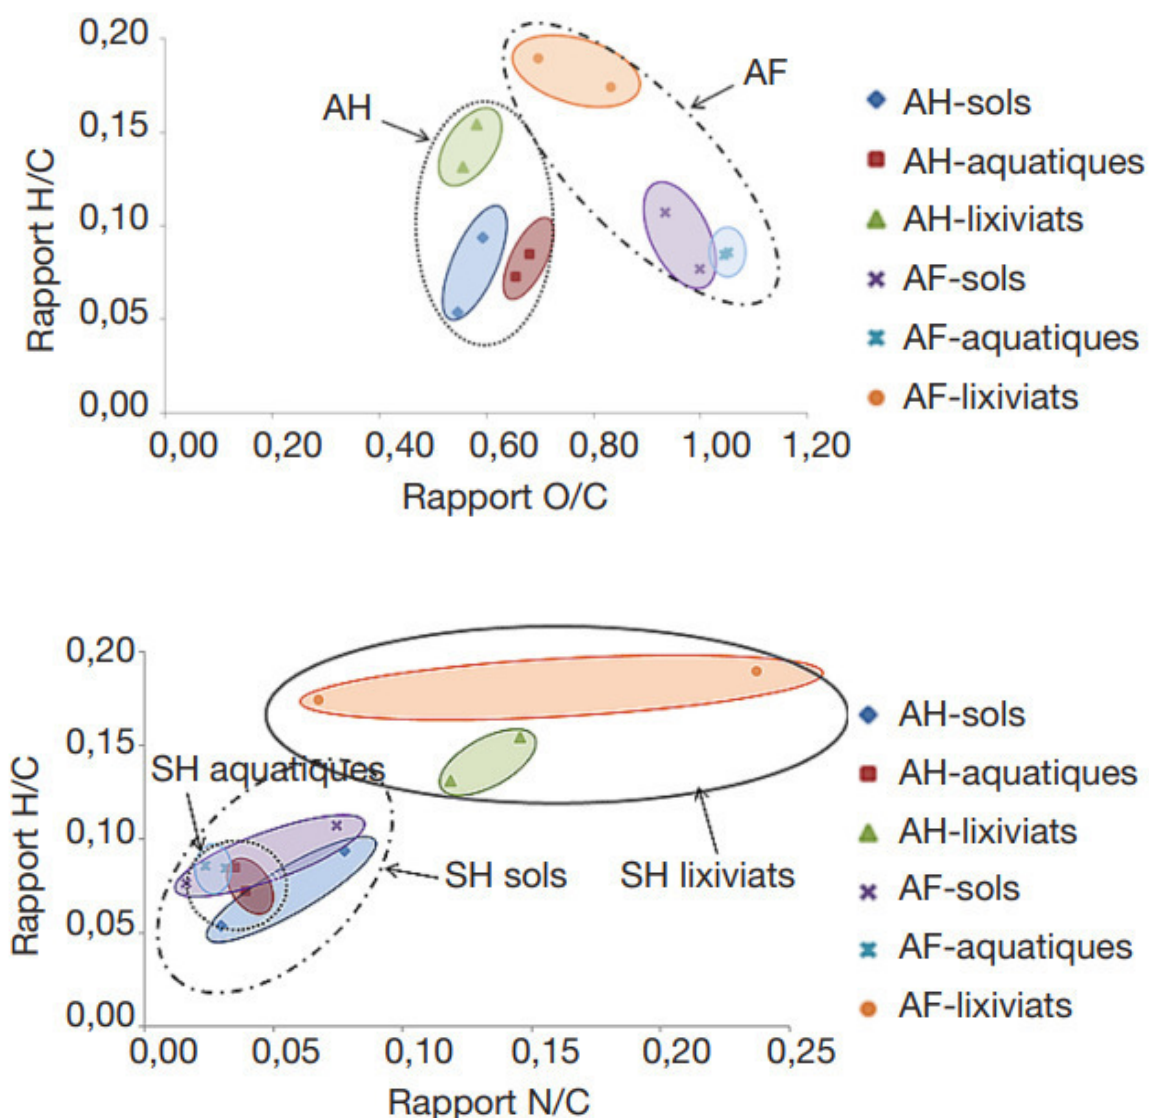 0,20
0,15
0,10
0,05
0,00
Rapport H/C
AH
AF
0,00 0,20 0,40 0,60 0,80 1,00 1,20
Rapport O/C
AH-sols
AH-aquatiques
AH-lixiviats
AF-sols
AF-aquatiques
AF-lixiviats
0,20
0,15
0,10
0,05
0,00
Rapport H/C
SH aquatiques
SH sols
SH lixiviats
0,00 0,05 0,10 0,15 0,20 0,25
Rapport N/C
AH-sols
AH-aquatiques
AH-lixiviats
AF-sols
AF-aquatiques
AF-lixiviats